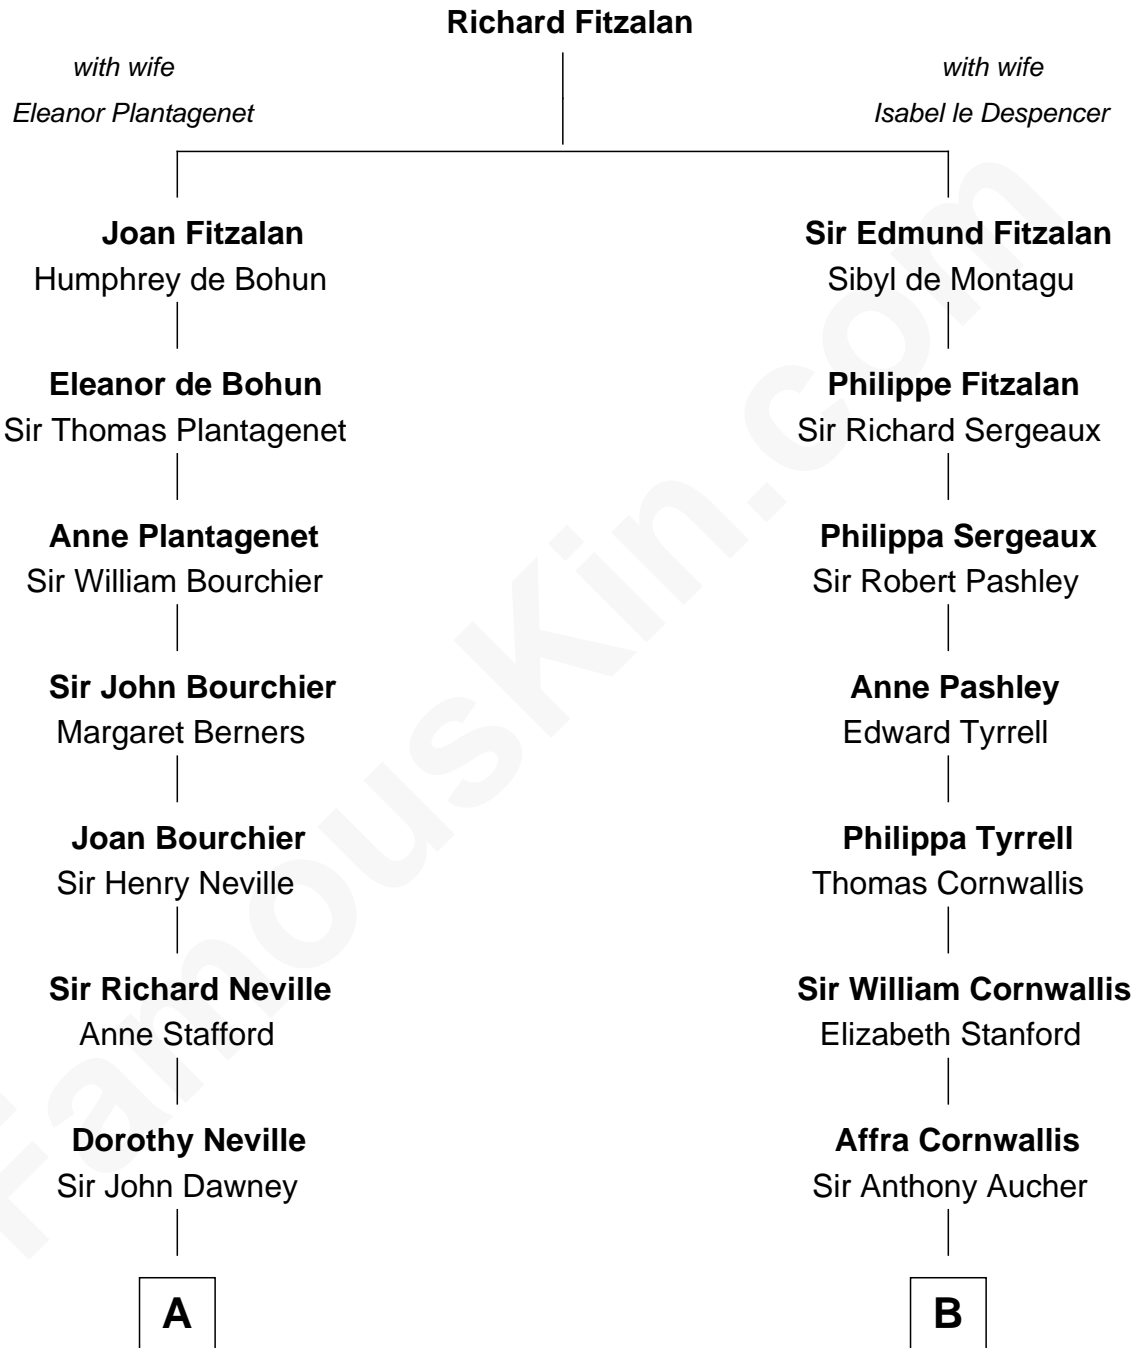 Richard Fitzalan
with wife
Eleanor Plantagenet
with wife
Isabel le Despencer
Joan Fitzalan
Humphrey de Bohun
Sir Edmund Fitzalan
Sibyl de Montagu
Eleanor de Bohun
Sir Thomas Plantagenet
Philippe Fitzalan
Sir Richard Sergeaux
Anne Plantagenet
Sir William Bourchier
Philippa Sergeaux
Sir Robert Pashley
Sir John Bourchier
Margaret Berners
Anne Pashley
Edward Tyrrell
Joan Bourchier
Sir Henry Neville
Philippa Tyrrell
Thomas Cornwallis
Sir Richard Neville
Anne Stafford
Sir William Cornwallis
Elizabeth Stanford
Dorothy Neville
Sir John Dawney
Affra Cornwallis
Sir Anthony Aucher
A
B
FamousKin.com